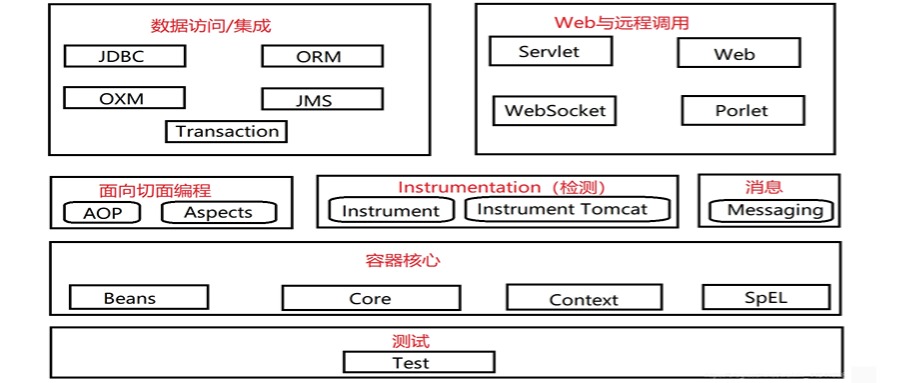 数据访问/集成
JDBC
ORM
OXM
JMS
Transaction
Web与远程调用
Servlet
Web
WebSocket
Porlet
面向切面编程
AOP
Aspects
Instrumentation（检测）
Instrument
Instrument Tomcat
消息
Messaging
容器核心
Beans
Core
Context
SpEL
测试
Test